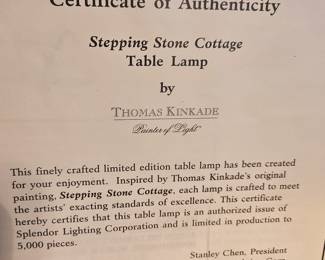 Certificate of Authenticity
Stepping Stone Cottage
Table Lamp
by
THOMAS KINKADE
Painter of Light
This finely crafted limited edition table lamp has been created
for your enjoyment. Inspired by Thomas Kinkade's original
painting, Stepping Stone Cottage, each lamp is crafted to meet
the artists' exacting standards of excellence. This certificate
hereby certifies that this table lamp is an authorized issue of
Splendor Lighting Corporation and is limited in production to
5,000 pieces.
Stanley Chen, President